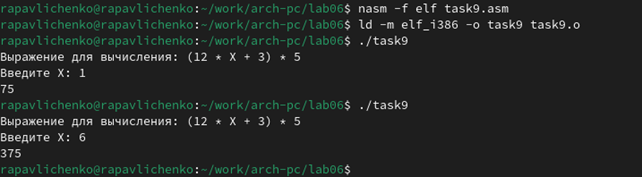 rapavlichenko@rapavlichenko:~/work/arch-pc/lab06$ nasm -f elf task9.asm
rapavlichenko@rapavlichenko:~/work/arch-pc/lab06$ ld -m elf_i386 -o task9 task9.o
rapavlichenko@rapavlichenko:~/work/arch-pc/lab06$ ./task9
Выражение для вычисления: (12 * X + 3) * 5
Введите X: 1
75
rapavlichenko@rapavlichenko:~/work/arch-pc/lab06$ ./task9
Выражение для вычисления: (12 * X + 3) * 5
Введите X: 6
375
rapavlichenko@rapavlichenko:~/work/arch-pc/lab06$